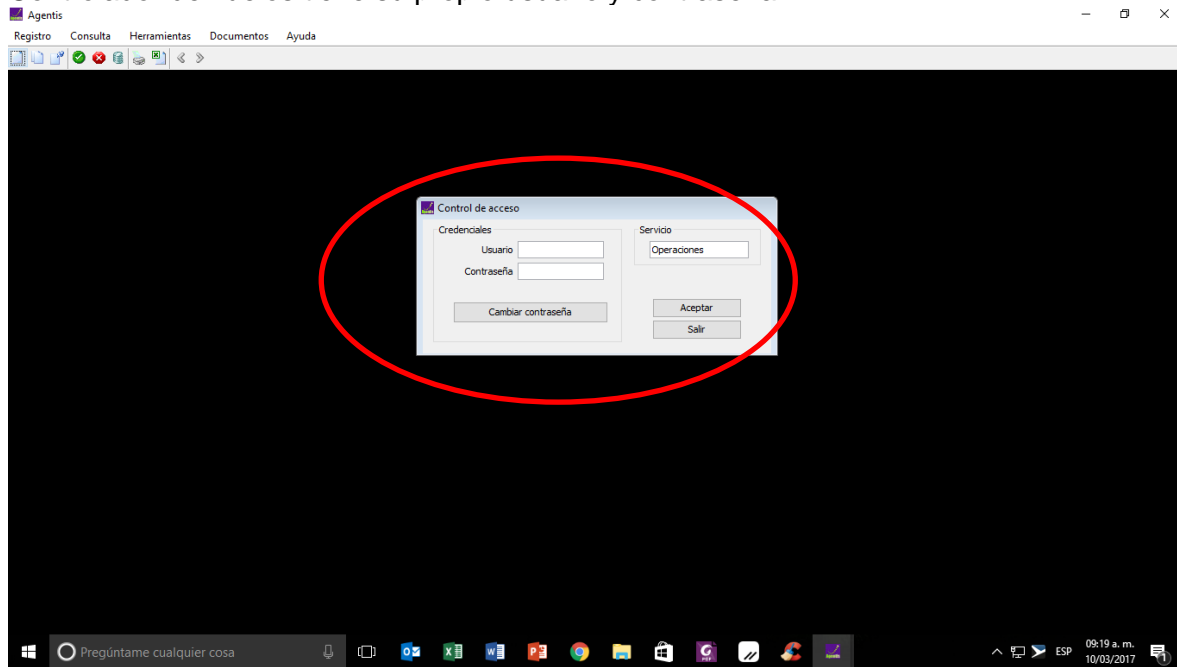 Agentis
Registro Consulta Herramientas Documentos Ayuda
Control de acceso
Credenciales
Servicio
Usuario
Operaciones
Contraseña
Cambiar contraseña
Aceptar
Salir
Pregúntame cualquier cosa
ESP
09:19 a. m.
10/03/2017